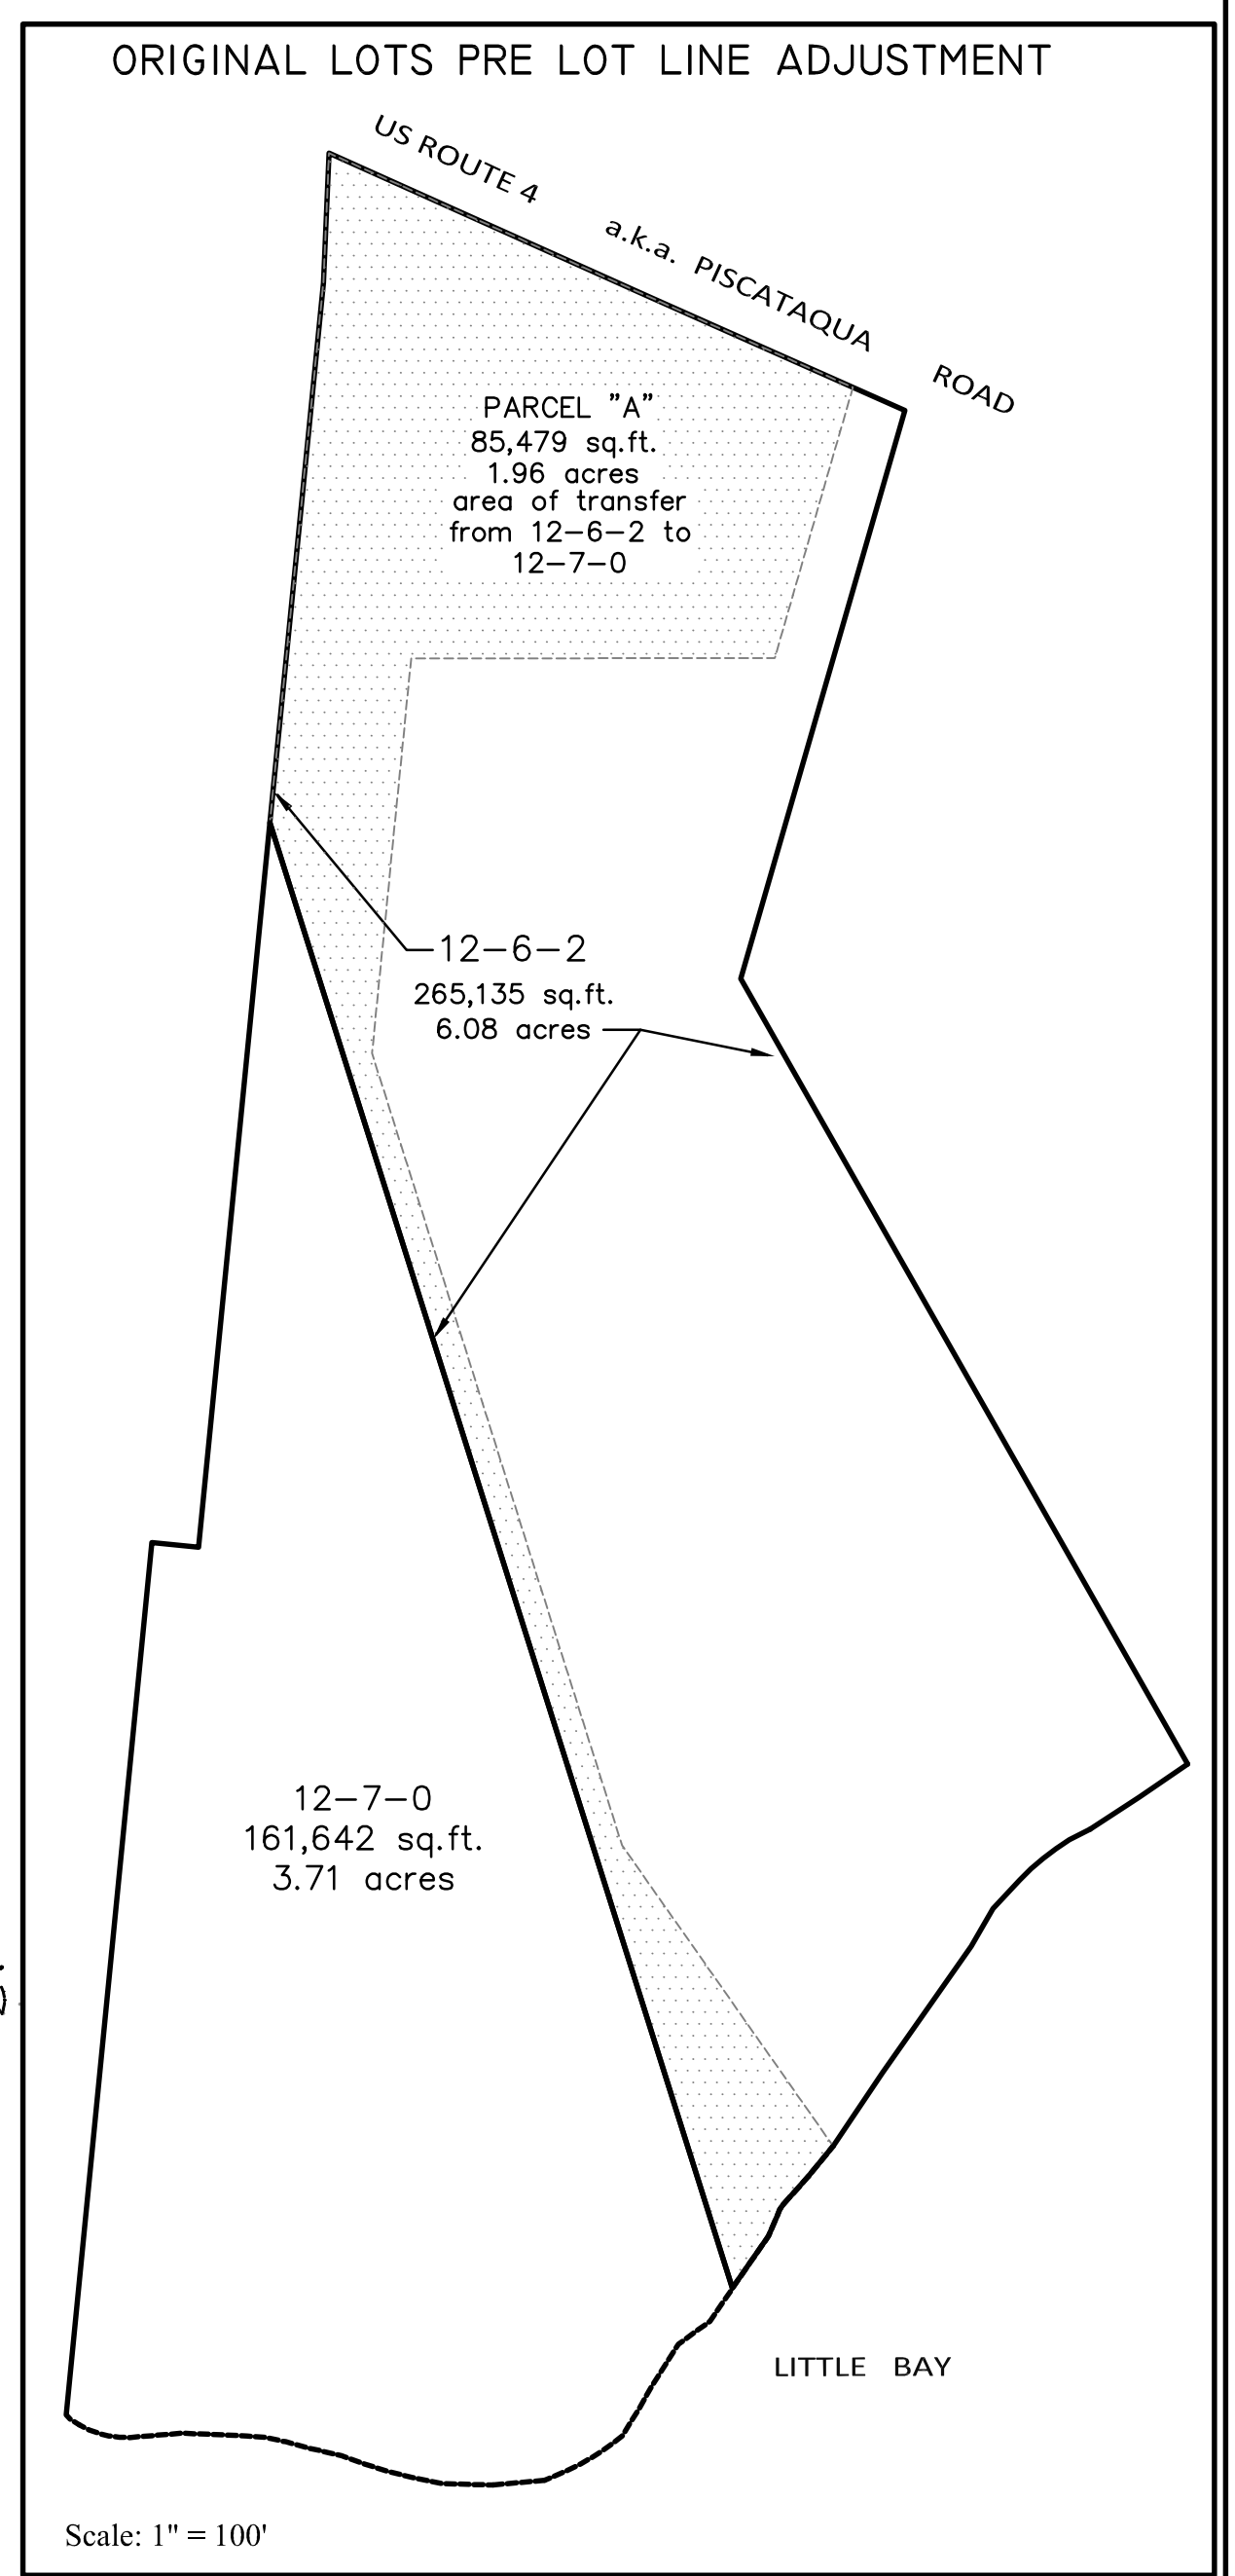 ORIGINAL LOTS PRE LOT LINE ADJUSTMENT
US ROUTE 4 a.k.a. PISCATAQUA ROAD
PARCEL "A"
85,479 sq.ft.
1.96 acres
area of transfer
from 12-6-2 to
12-7-0
12-6-2
265,135 sq.ft.
6.08 acres
12-7-0
161,642 sq.ft.
3.71 acres
LITTLE BAY
Scale: 1" = 100'